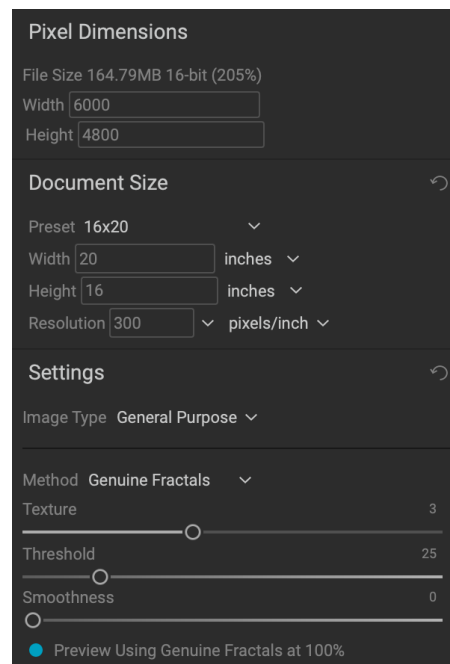 Pixel Dimensions
File Size 164.79MB 16-bit (205%)
Width 6000
Height 4800
Document Size
Preset 16x20
Width 20 inches
Height 16 inches
Resolution 300 pixels/inch
Settings
Image Type General Purpose
Method Genuine Fractals
Texture 3
Threshold 25
Smoothness 0
Preview Using Genuine Fractals at 100%